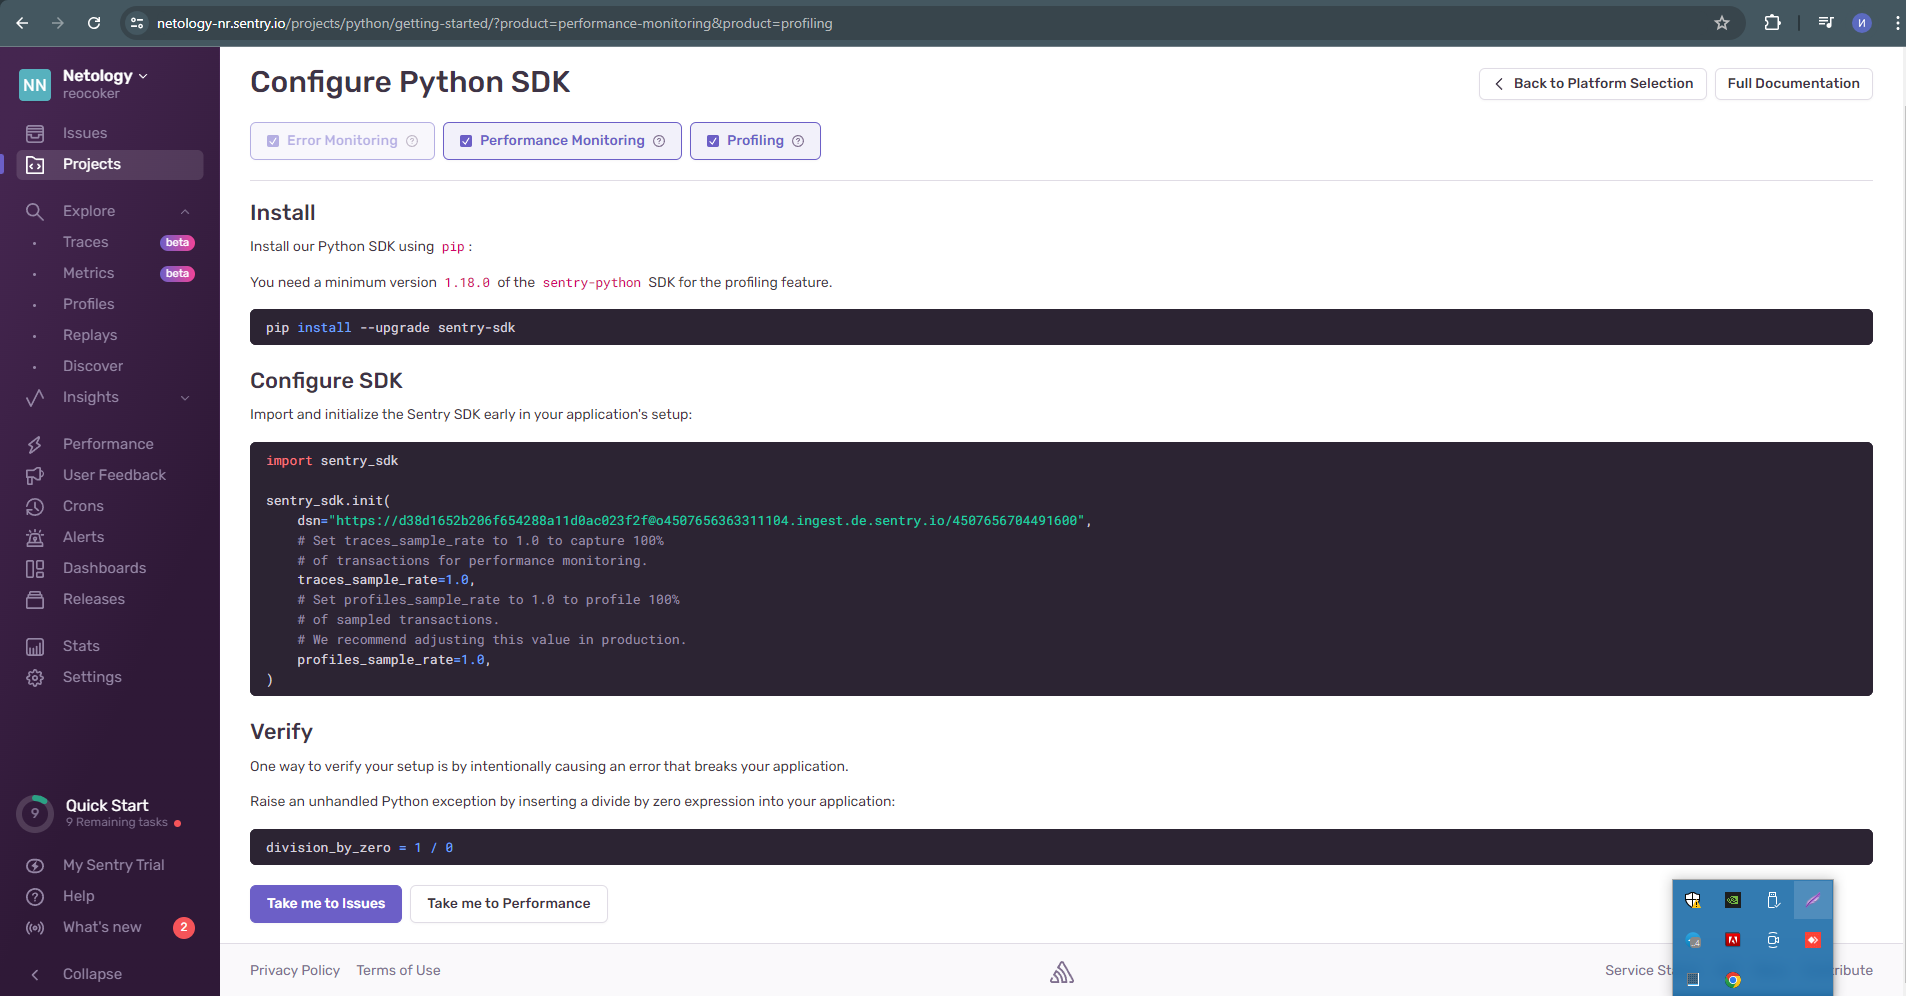 netology-nr.sentry.io/projects/python/getting-started/?product=performance-monitoring&product=profiling
И
NN
Netology
reocoker
Issues
Projects
Explore
Traces beta
Metrics beta
Profiles
Replays
Discover
Insights
Performance
User Feedback
Crons
Alerts
Dashboards
Releases
Stats
Settings
9
Quick Start
9 Remaining tasks
My Sentry Trial
Help
What's new 2
Collapse
Configure Python SDK
Back to Platform Selection
Full Documentation
Error Monitoring
Performance Monitoring
Profiling
Install
Install our Python SDK using pip :
You need a minimum version 1.18.0 of the sentry-python SDK for the profiling feature.
pip install --upgrade sentry-sdk
Configure SDK
Import and initialize the Sentry SDK early in your application's setup:
import sentry_sdk
sentry_sdk.init(
dsn="https://d38d1652b206f654288a11d0ac023f2f@o4507656363311104.ingest.de.sentry.io/4507656704491600",
# Set traces_sample_rate to 1.0 to capture 100%
# of transactions for performance monitoring.
traces_sample_rate=1.0,
# Set profiles_sample_rate to 1.0 to profile 100%
# of sampled transactions.
# We recommend adjusting this value in production.
profiles_sample_rate=1.0,
)
Verify
One way to verify your setup is by intentionally causing an error that breaks your application.
Raise an unhandled Python exception by inserting a divide by zero expression into your application:
division_by_zero = 1 / 0
Take me to Issues
Take me to Performance
Privacy Policy
Terms of Use
Service St
ribute